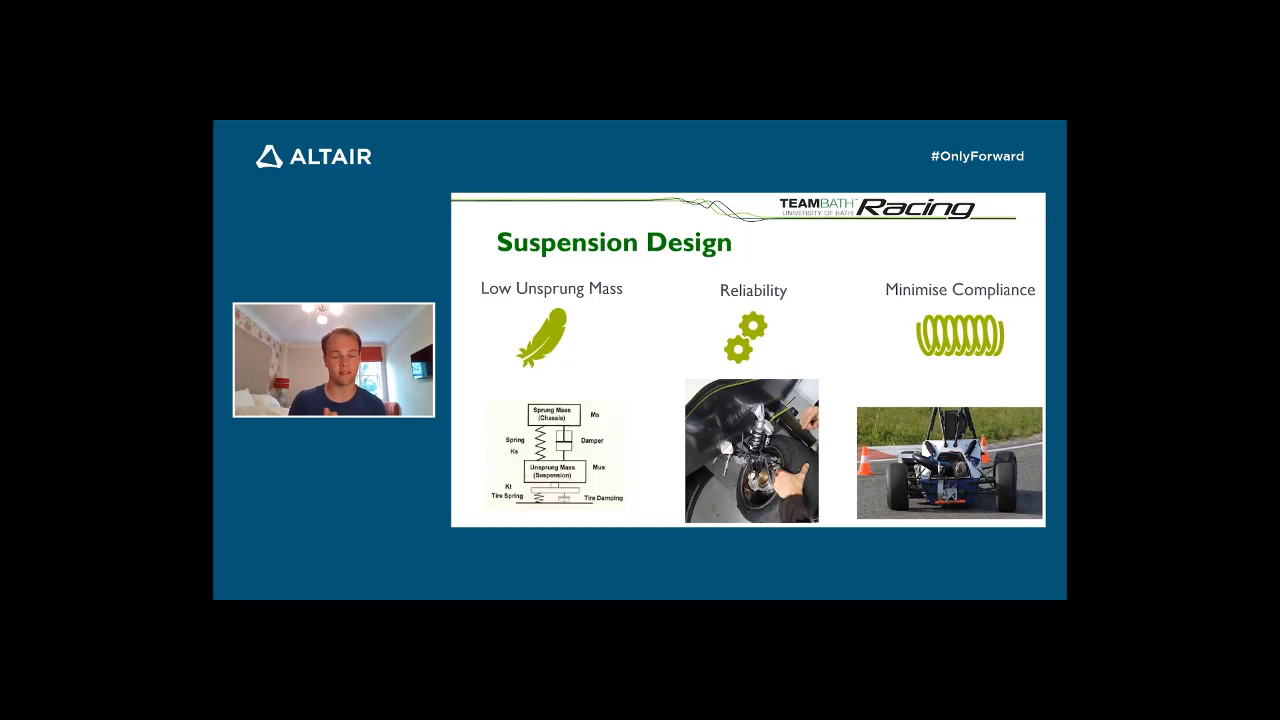 ALTAIR
#OnlyForward
TEAMBATH
UNIVERSITY OF BATH
Racing
Suspension Design
Low Unsprung Mass
Reliability
Minimise Compliance
Sprung Mass
(Chassis)
Ms
Spring
Ks
Damper
Unsprung Mass
(Suspension)
Mus
Kt
Tire Spring
Tire Damping